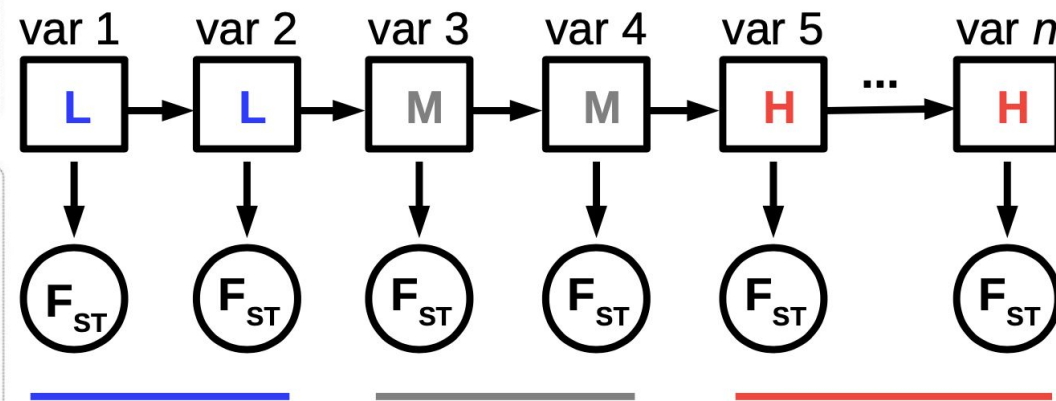 var 1 var 2 var 3 var 4 var 5 var n
L L M M H ... H
FST FST FST FST FST FST